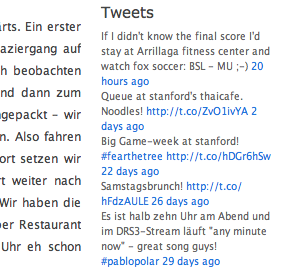 arts. Ein erster
aziergang auf
ch beobachten
nd dann zum
gepackt – wir
n. Also fahren
ort setzen wir
t weiter nach
Wir haben die
per Restaurant
Uhr eh schon
Tweets
If I didn't know the final score I'd
stay at Arrillaga fitness center and
watch fox soccer: BSL - MU ;-) 20
hours ago
Queue at stanford's thaicafe.
Noodles! http://t.co/ZvO1ivYA 2
days ago
Big Game-week at stanford!
#fearthetree http://t.co/hDGr6hSw
22 days ago
Samstagsbrunch! http://t.co/
hFdzAULE 26 days ago
Es ist halb zehn Uhr am Abend und
im DRS3-Stream läuft "any minute
now" - great song guys!
#pablopolar 29 days ago